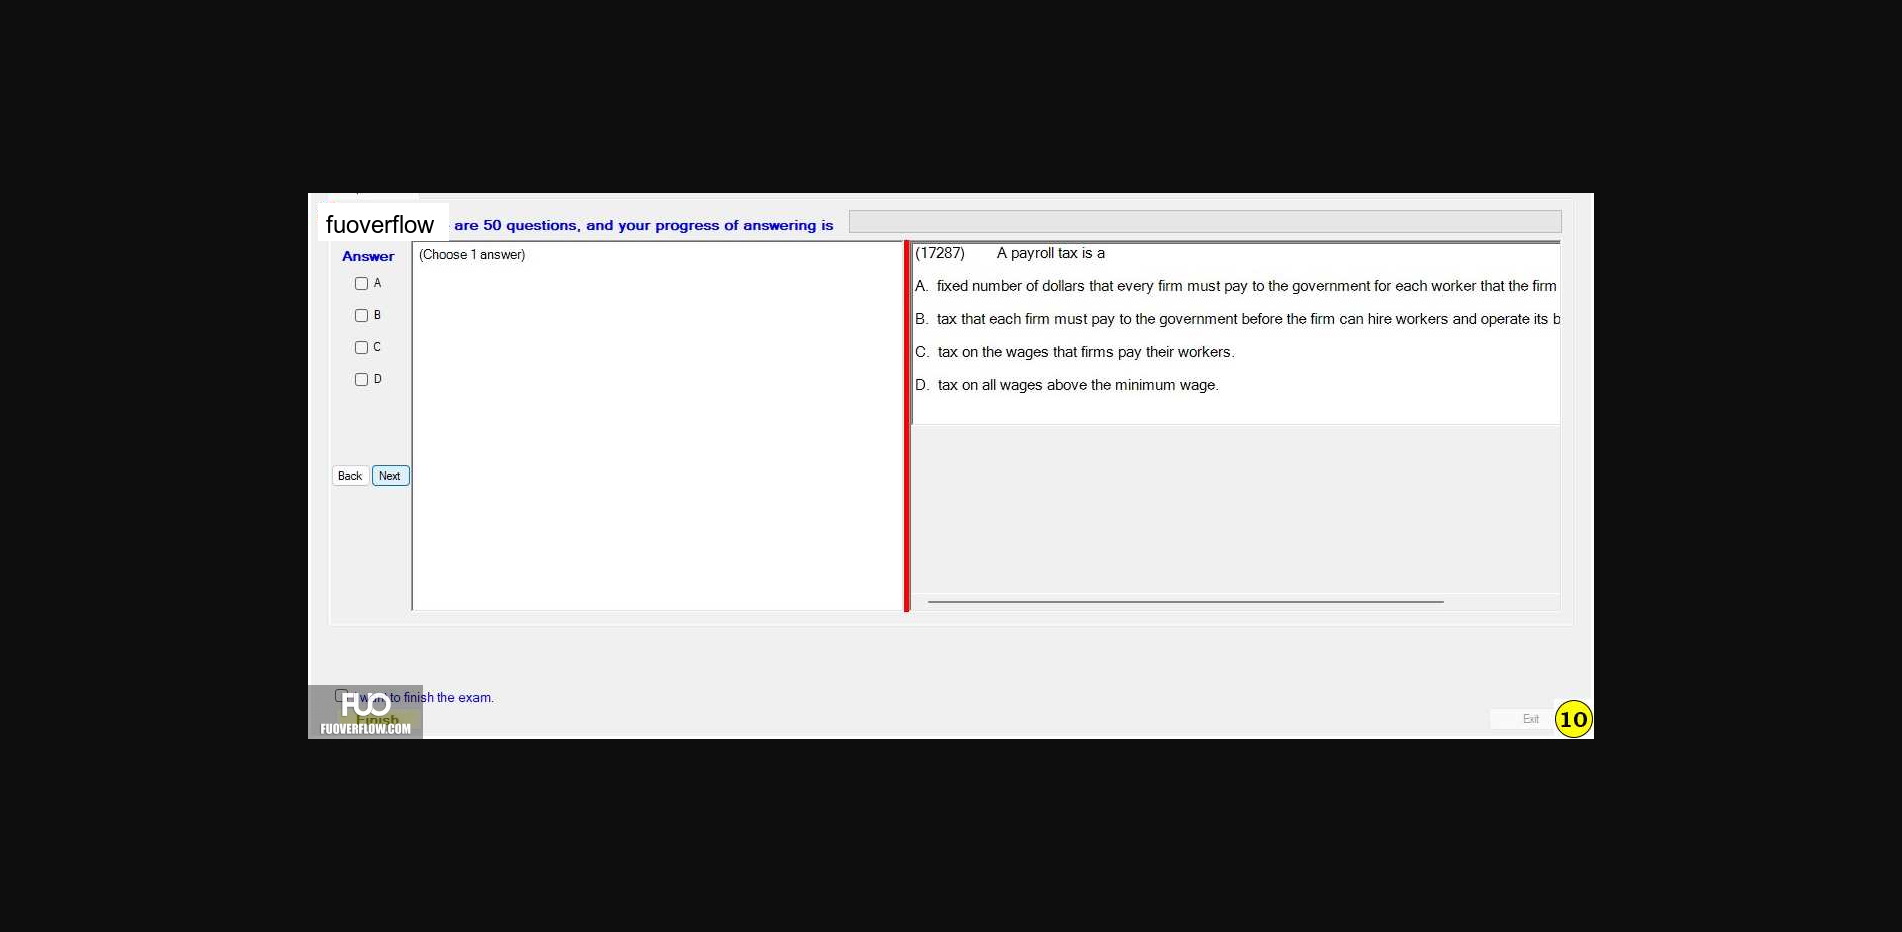 fuoverflow are 50 questions, and your progress of answering is
Answer
(Choose 1 answer)
A
B
C
D
Back Next
(17287) A payroll tax is a
A. fixed number of dollars that every firm must pay to the government for each worker that the firm
B. tax that each firm must pay to the government before the firm can hire workers and operate its b
C. tax on the wages that firms pay their workers.
D. tax on all wages above the minimum wage.
want to finish the exam.
Finish
FUO
FUOVERFLOW.COM
Exit
10